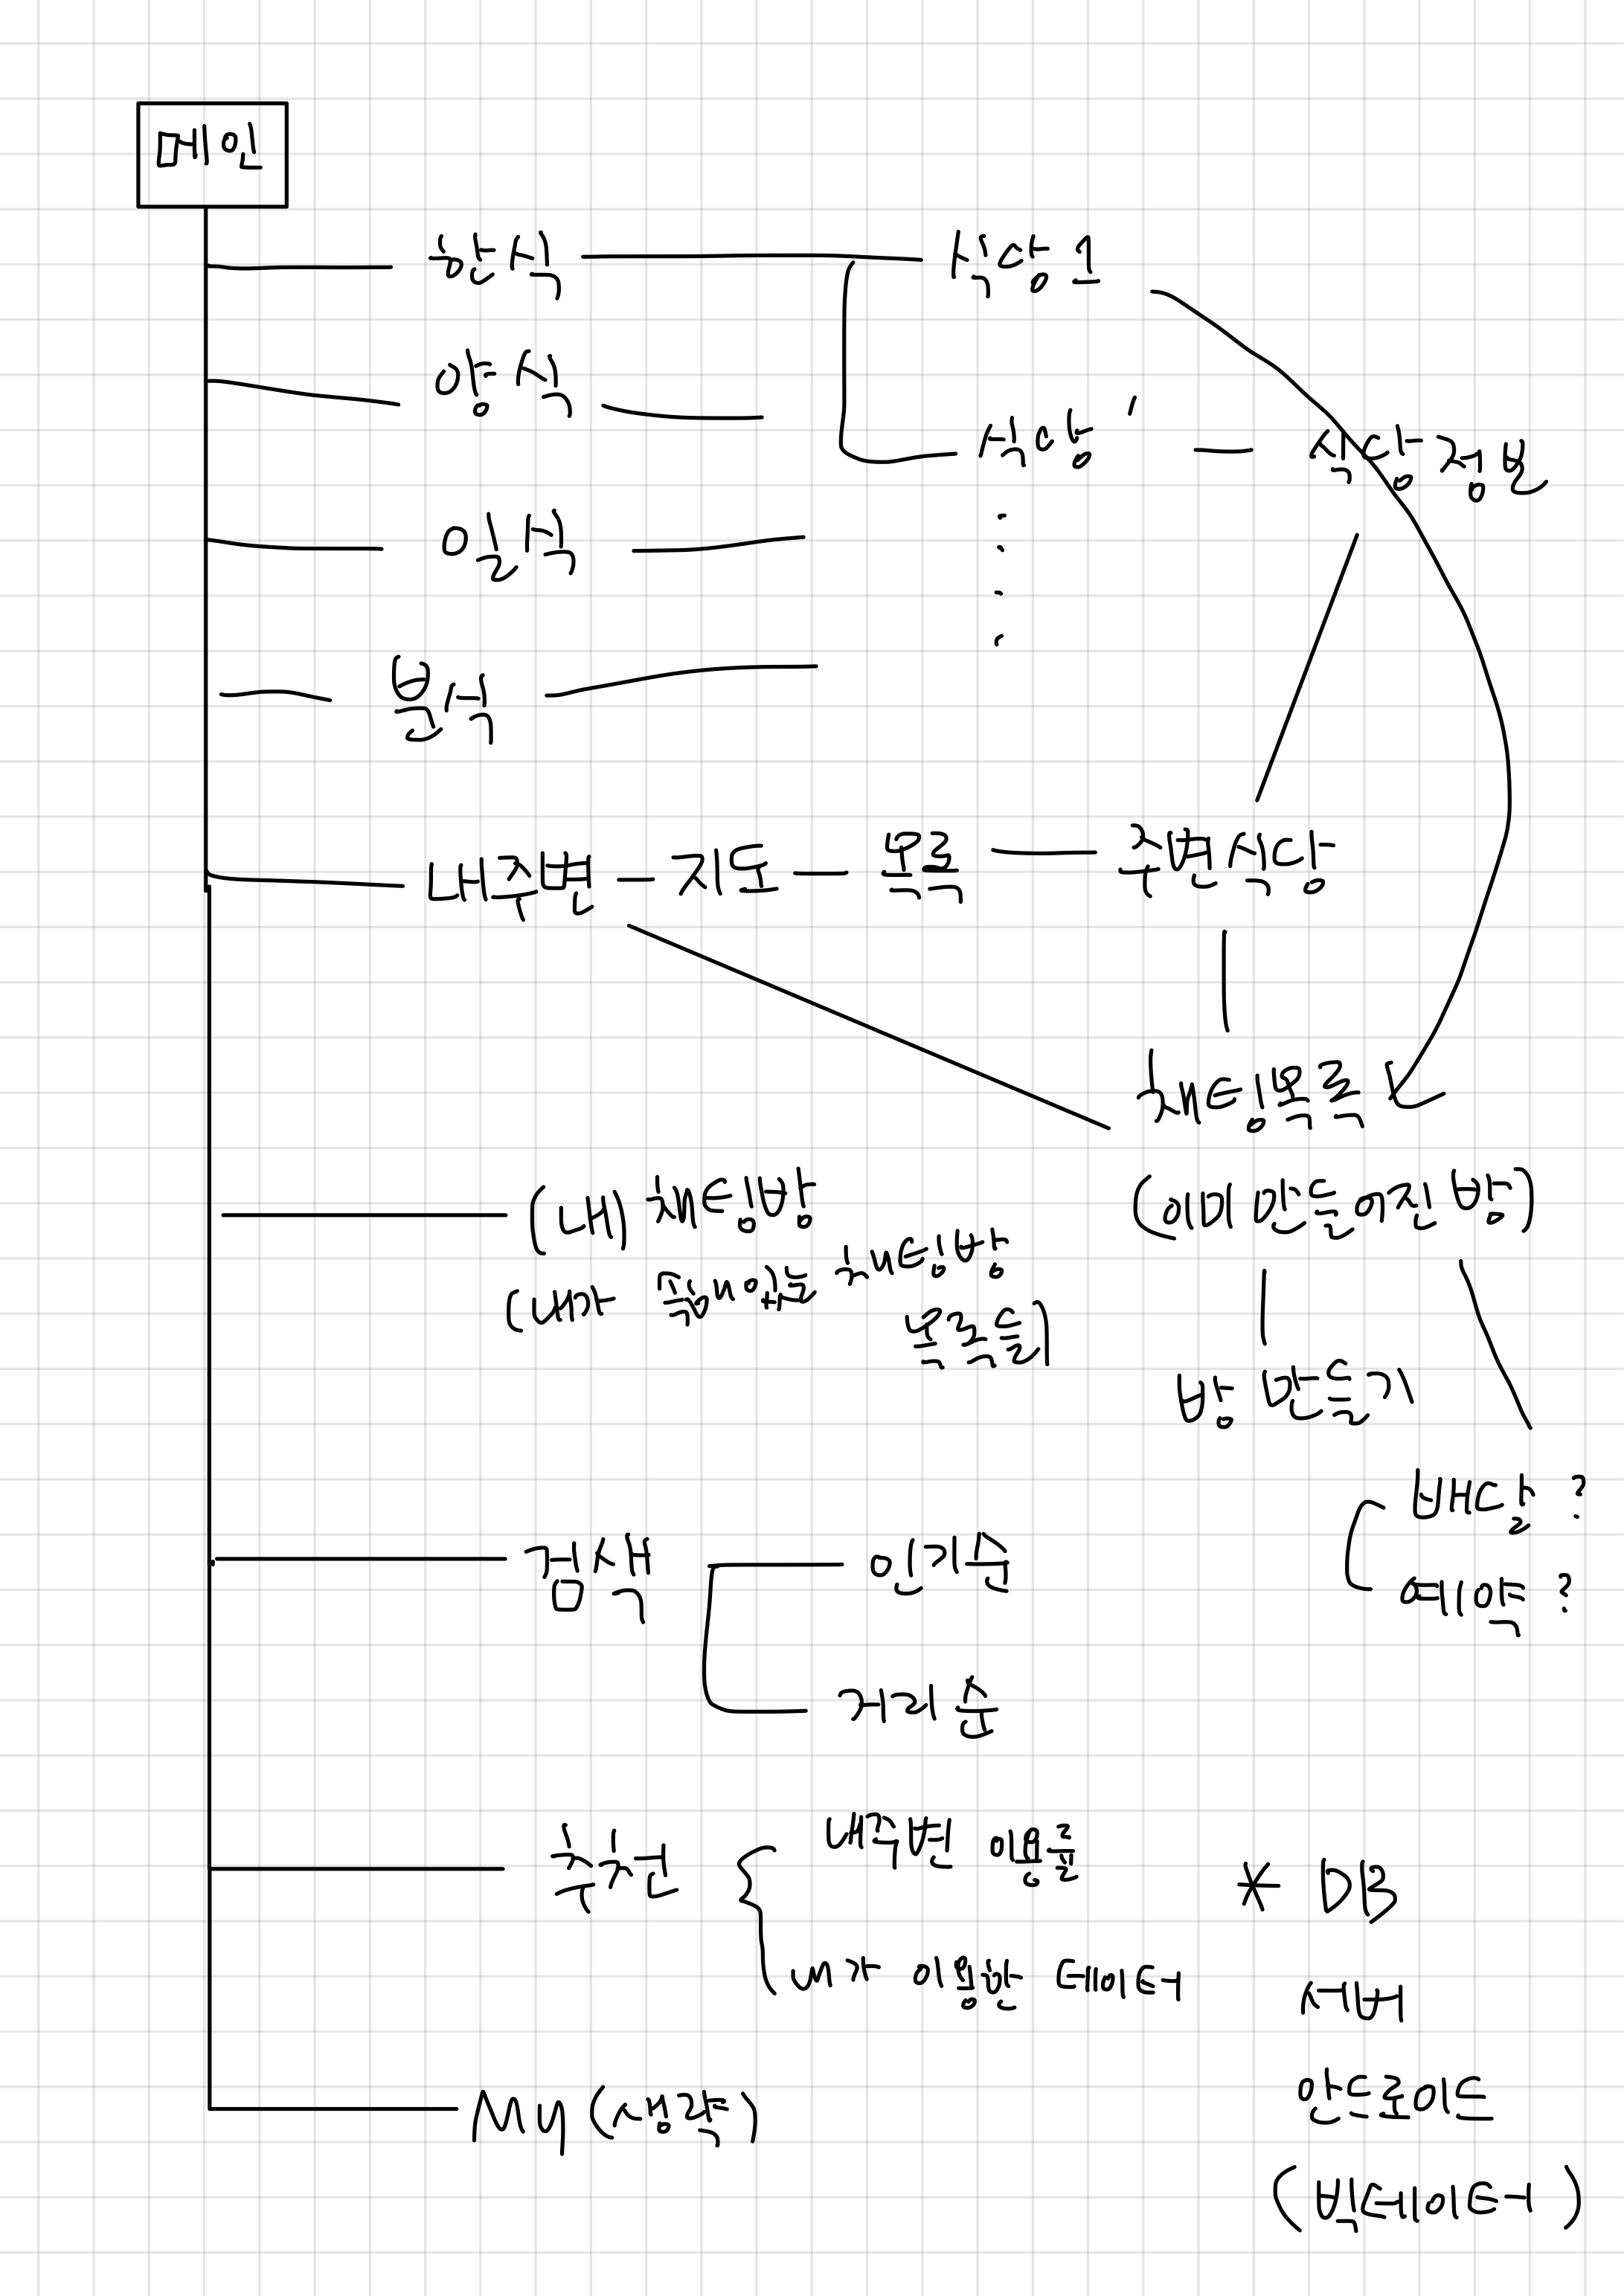 메인
한식
식당1
양식
식당'
식당 정보
일식
분식
내주변
지도
목록
주변식당
채팅목록
(이미 만들어진 방)
(내) 채팅방
(내가 속해있는 채팅방
목록들)
방 만들기
배달 ?
예약 ?
검색
인기순
거리순
추천
내주변 이용률
내가 이용한 데이터
* DB
서버
안드로이드
(빅데이터)
My (생략)